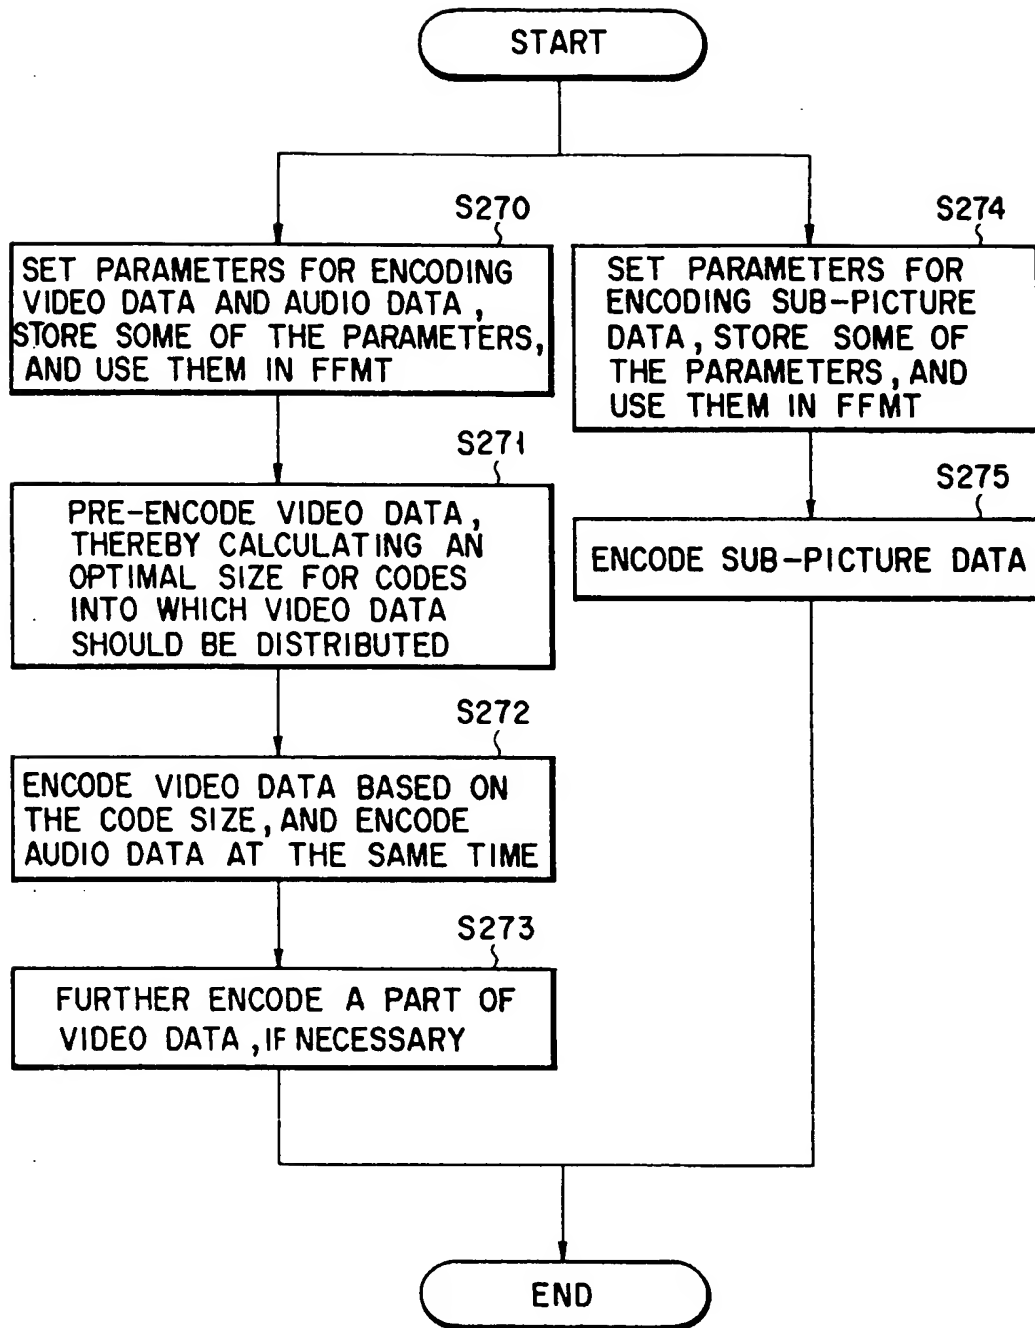 START
S270
SET PARAMETERS FOR ENCODING
VIDEO DATA AND AUDIO DATA,
STORE SOME OF THE PARAMETERS,
AND USE THEM IN FFMT
S271
PRE-ENCODE VIDEO DATA,
THEREBY CALCULATING AN
OPTIMAL SIZE FOR CODES
INTO WHICH VIDEO DATA
SHOULD BE DISTRIBUTED
S272
ENCODE VIDEO DATA BASED ON
THE CODE SIZE, AND ENCODE
AUDIO DATA AT THE SAME TIME
S273
FURTHER ENCODE A PART OF
VIDEO DATA, IF NECESSARY
S274
SET PARAMETERS FOR
ENCODING SUB-PICTURE
DATA, STORE SOME OF
THE PARAMETERS, AND
USE THEM IN FFMT
S275
ENCODE SUB-PICTURE DATA
END